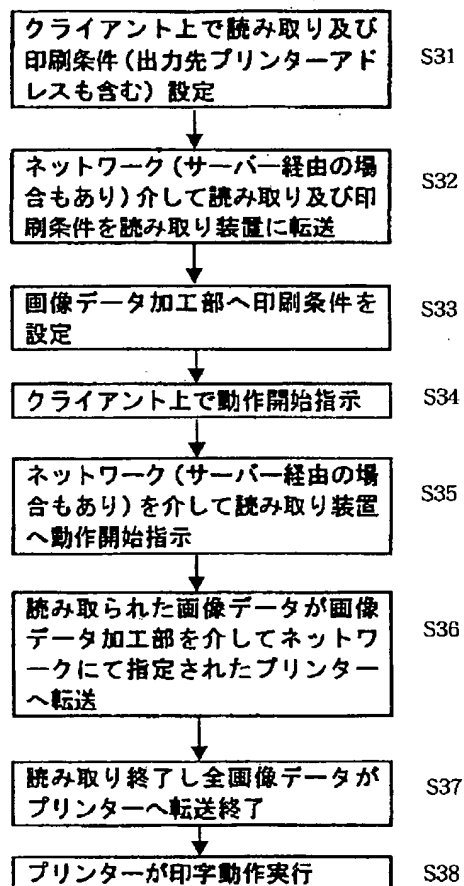 クライアント上で読み取り及び
印刷条件(出力先プリンターアド
レスも含む)設定
S31
ネットワーク(サーバー経由の場
合もあり)介して読み取り及び印
刷条件を読み取り装置に転送
S32
画像データ加工部へ印刷条件を
設定
S33
クライアント上で動作開始指示
S34
ネットワーク(サーバー経由の場
合もあり)を介して読み取り装置
へ動作開始指示
S35
読み取られた画像データが画像
データ加工部を介してネットワ
ークにて指定されたプリンター
へ転送
S36
読み取り終了し全画像データが
プリンターへ転送終了
S37
プリンターが印字動作実行
S38